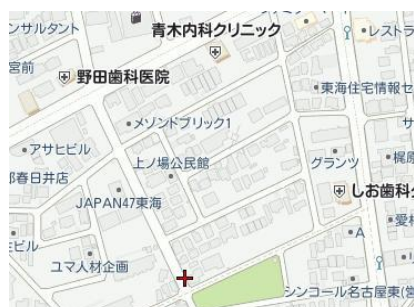 ンサルタント
青木内科クリニック
レストラ
宮前
野田歯科医院
東海住宅情報セ
メゾンドブリック1
アサヒビル
上ノ場公民館
グランツ
梶原
部春日井店
しお歯科ク
JAPAN47東海
愛槻
A
ビル
ユマ人材企画
シンコール名古屋東(営